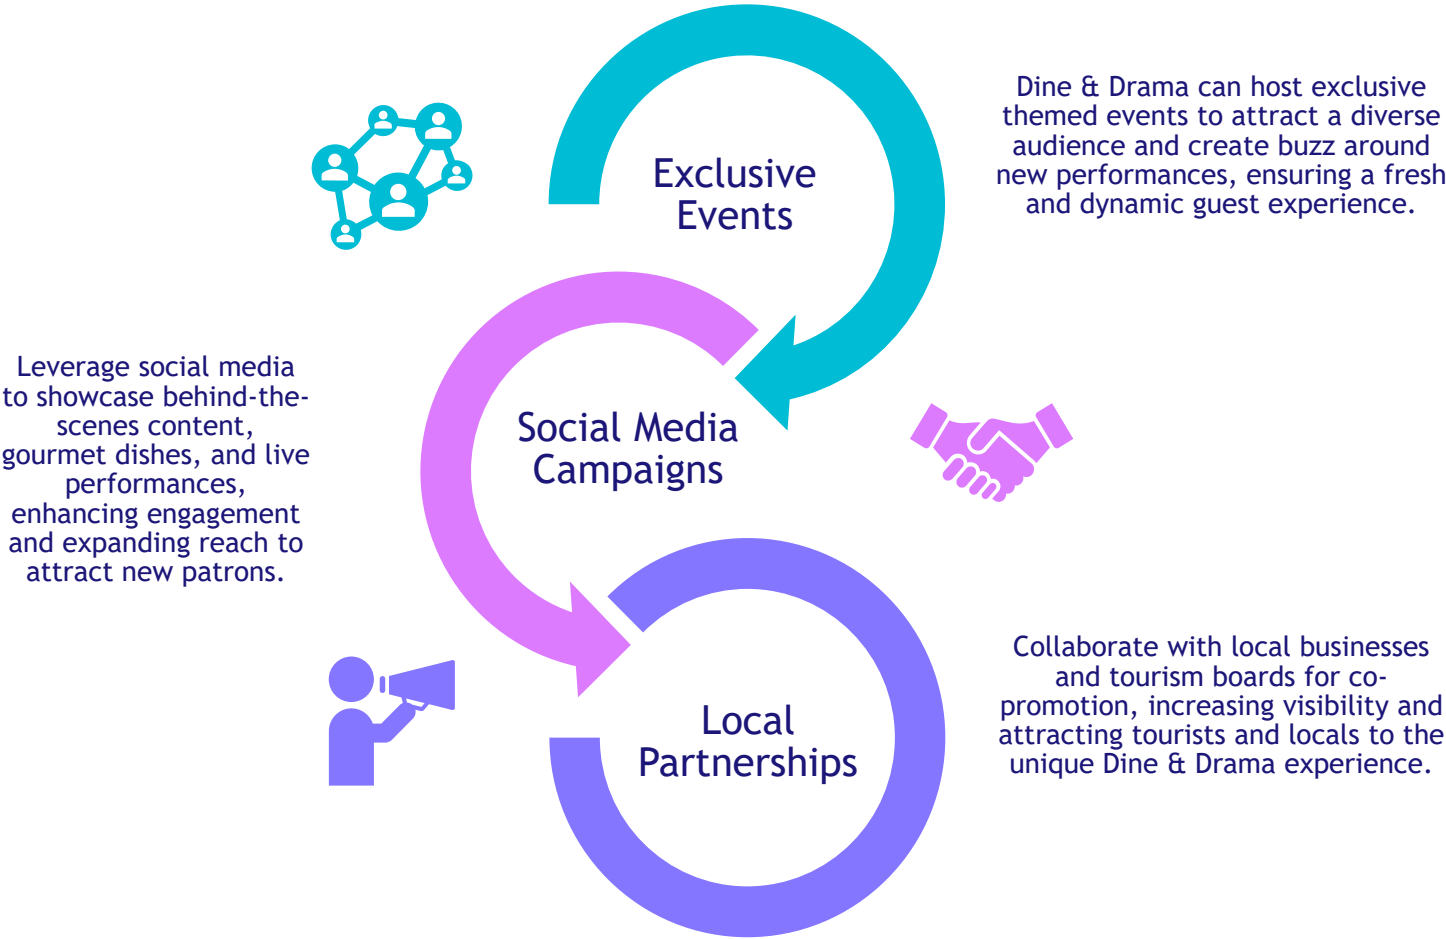 Exclusive
Events
Dine & Drama can host exclusive
themed events to attract a diverse
audience and create buzz around
new performances, ensuring a fresh
and dynamic guest experience.
Social Media
Campaigns
Leverage social media
to showcase behind-the-
scenes content,
gourmet dishes, and live
performances,
enhancing engagement
and expanding reach to
attract new patrons.
Local
Partnerships
Collaborate with local businesses
and tourism boards for co-
promotion, increasing visibility and
attracting tourists and locals to the
unique Dine & Drama experience.